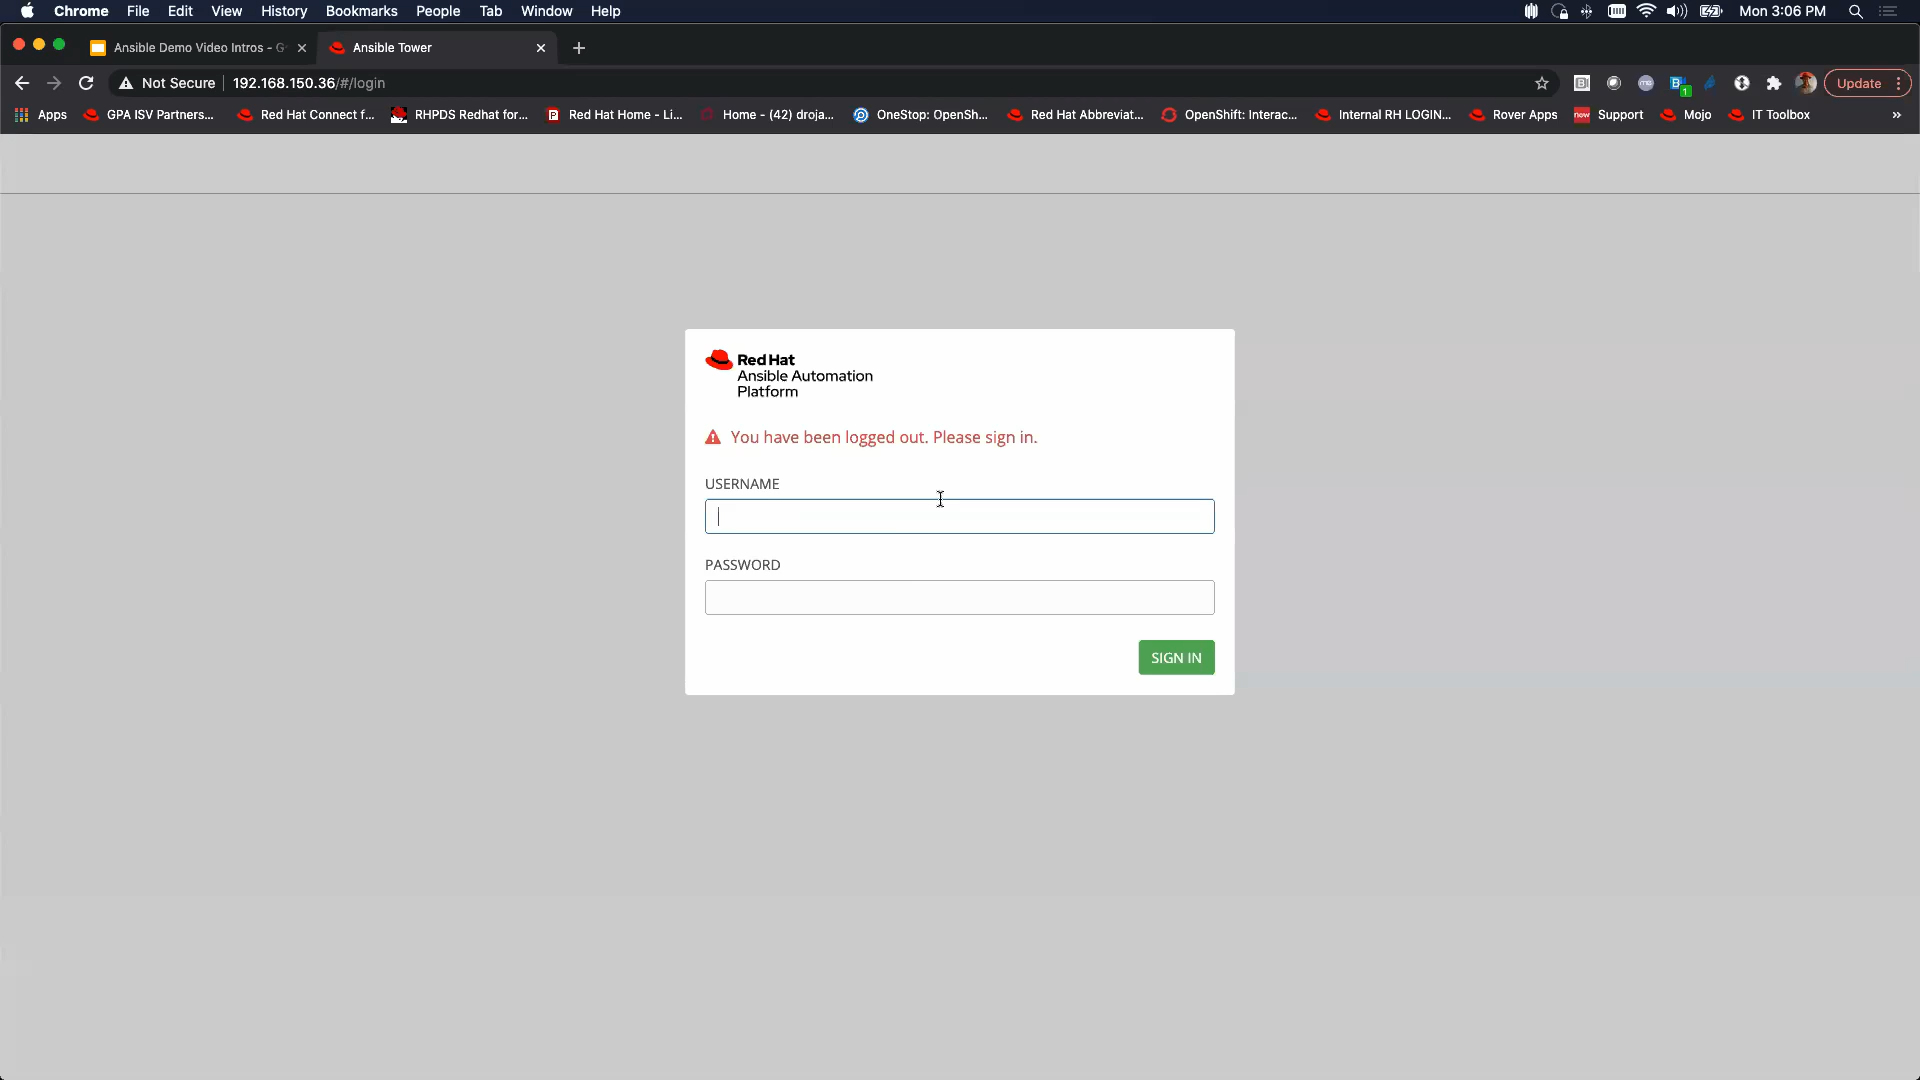 Chrome File Edit View History Bookmarks People Tab Window Help Mon 3:06 PM
Ansible Demo Video Intros - G Ansible Tower
Not Secure 192.168.150.36/#/login Update
Apps GPA ISV Partners... Red Hat Connect f... RHPDS Redhat for... Red Hat Home - Li... Home - (42) droja... OneStop: OpenSh... Red Hat Abbreviat... OpenShift: Interac... Internal RH LOGIN... Rover Apps Support Mojo IT Toolbox »
Red Hat
Ansible Automation
Platform
You have been logged out. Please sign in.
USERNAME
PASSWORD
SIGN IN